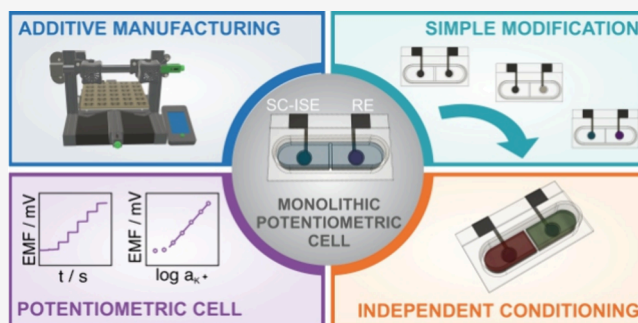 ADDITIVE MANUFACTURING
SIMPLE MODIFICATION
SC-ISE RE
MONOLITHIC
POTENTIOMETRIC
CELL
EMF / mV
t / s
EMF / mV
log aK+
POTENTIOMETRIC CELL
INDEPENDENT CONDITIONING